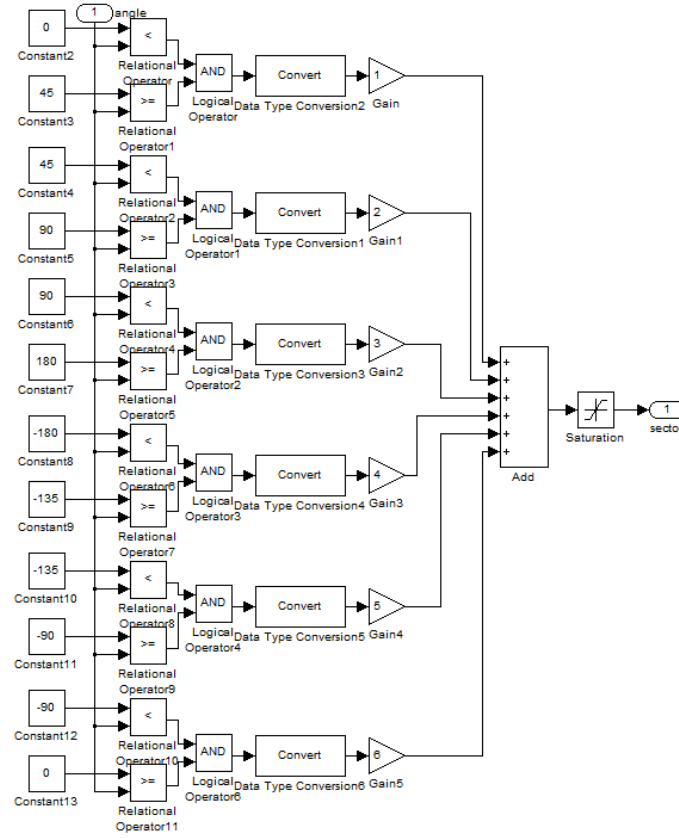 1
angle
0
<
Constant2
Relational
Operator
AND
Convert
1
45
>=
Constant3
Logical
Operator
Data Type Conversion2
Gain
Relational
Operator1
45
<
Constant4
Relational
Operator2
AND
Convert
2
90
>=
Constant5
Logical
Operator1
Data Type Conversion1
Gain1
Relational
Operator3
90
<
Constant6
Relational
Operator4
AND
Convert
3
180
>=
Constant7
Logical
Operator2
Data Type Conversion3
Gain2
Relational
Operator5
+
+
+
+
+
+
Add
Saturation
1
secto
-180
<
Constant8
Relational
Operator6
AND
Convert
4
-135
>=
Constant9
Logical
Operator3
Data Type Conversion4
Gain3
Relational
Operator7
-135
<
Constant10
Relational
Operator8
AND
Convert
5
-90
>=
Constant11
Logical
Operator4
Data Type Conversion5
Gain4
Relational
Operator9
-90
<
Constant12
Relational
Operator10
AND
Convert
6
0
>=
Constant13
Logical
Operator6
Data Type Conversion6
Gain5
Relational
Operator11